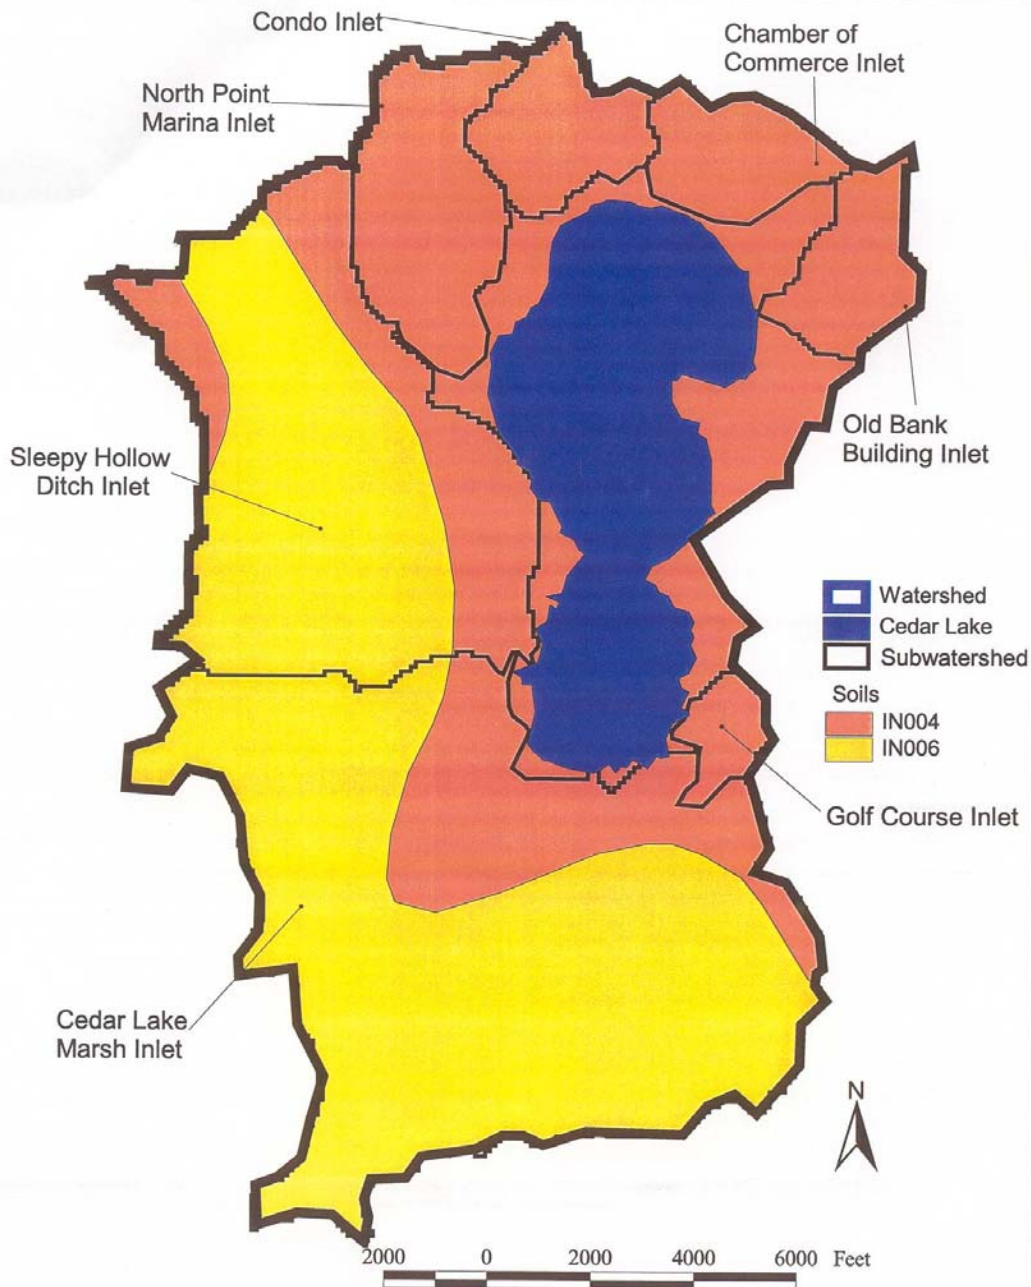 Condo Inlet
Chamber of
Commerce Inlet
North Point
Marina Inlet
Old Bank
Building Inlet
Sleepy Hollow
Ditch Inlet
Watershed
Cedar Lake
Subwatershed
Soils
IN004
IN006
Golf Course Inlet
Cedar Lake
Marsh Inlet
N
2000 0 2000 4000 6000 Feet